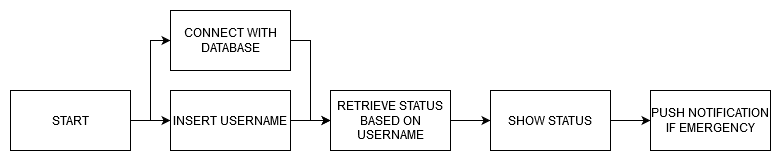 CONNECT WITH
DATABASE
START
INSERT USERNAME
RETRIEVE STATUS
BASED ON
USERNAME
SHOW STATUS
PUSH NOTIFICATION
IF EMERGENCY